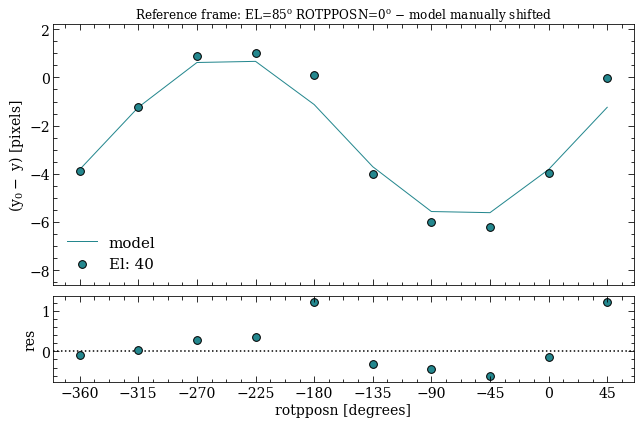 Reference frame: EL=85° ROTPPOSN=0° − model manually shifted
2
0
−2
−4
−6
−8
(y₀ − y) [pixels]
model
El: 40
1
0
res
−360 −315 −270 −225 −180 −135 −90 −45 0 45
rotpposn [degrees]